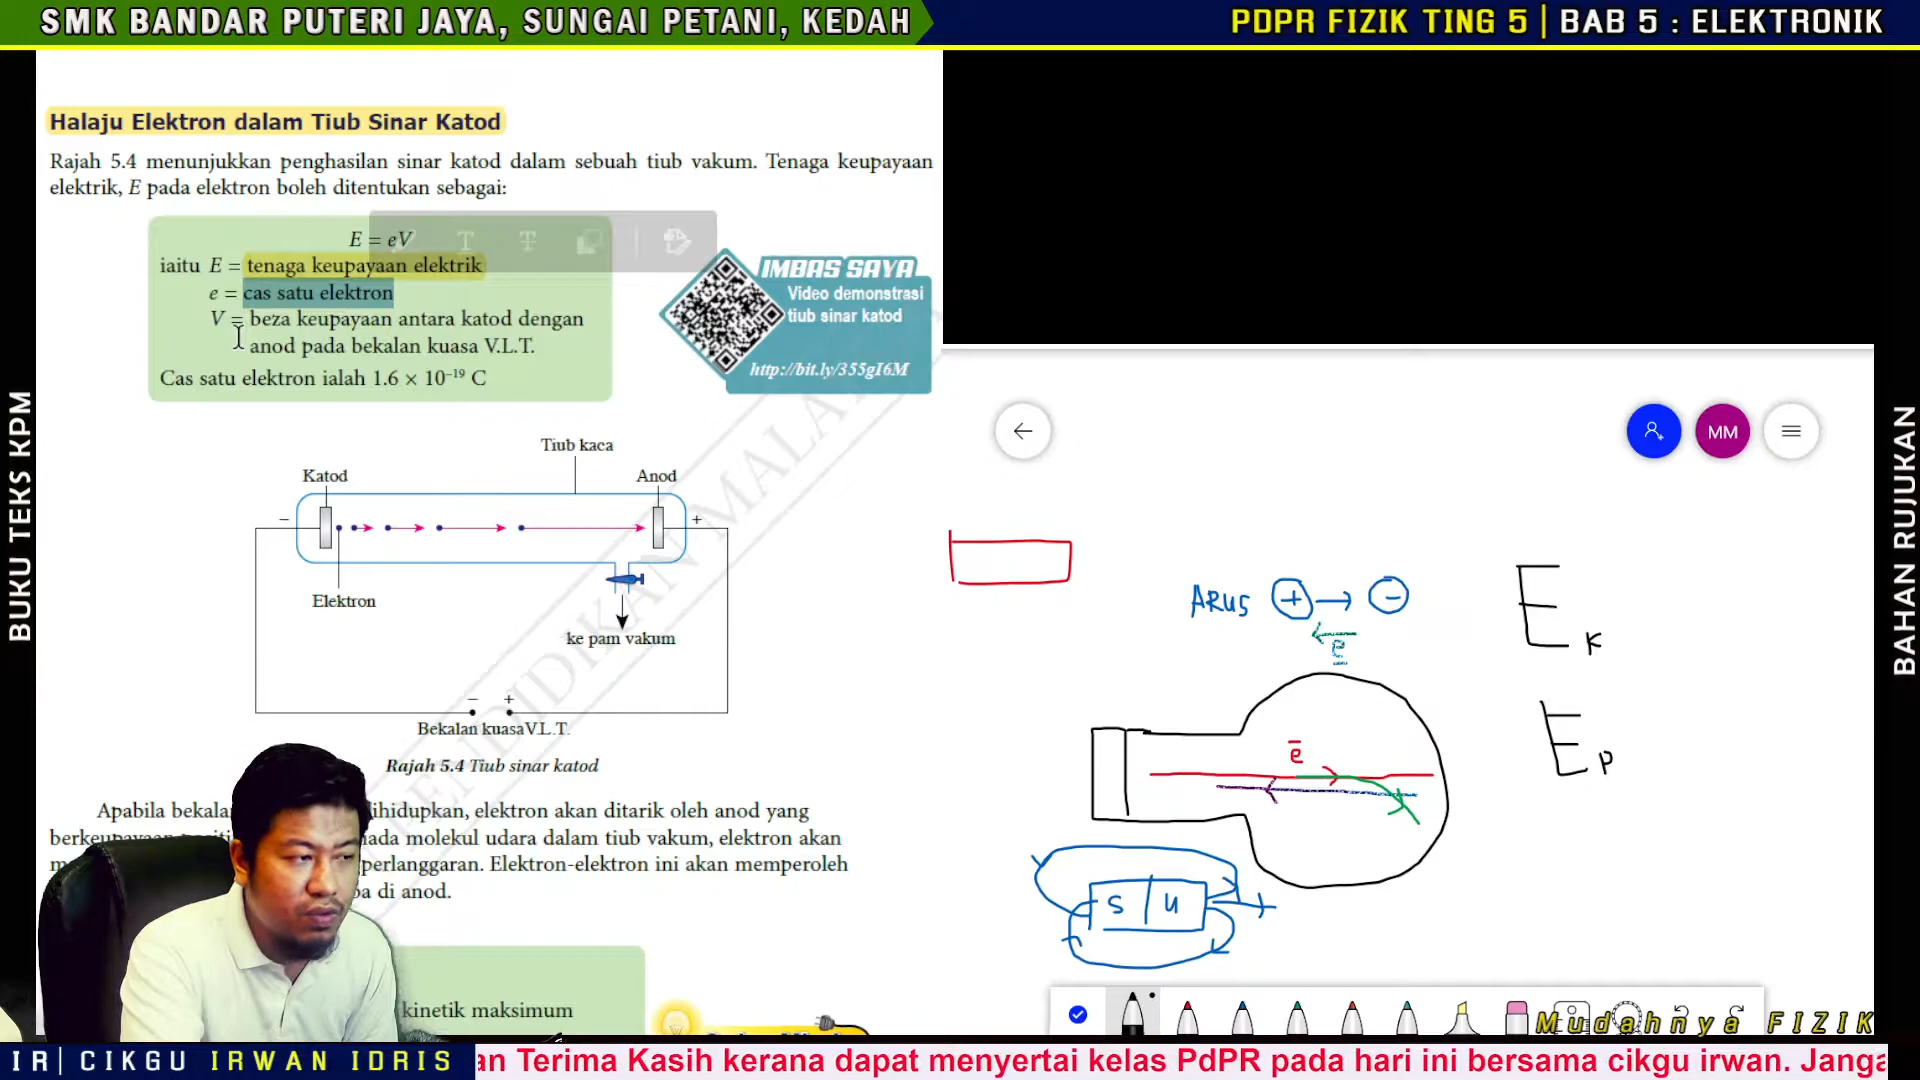 SMK BANDAR PUTERI JAYA, SUNGAI PETANI, KEDAH
PDPR FIZIK TING 5 | BAB 5 : ELEKTRONIK
BUKU TEKS KPM
Halaju Elektron dalam Tiub Sinar Katod
Rajah 5.4 menunjukkan penghasilan sinar katod dalam sebuah tiub vakum. Tenaga keupayaan
elektrik, E pada elektron boleh ditentukan sebagai:
E = eV
iaitu E = tenaga keupayaan elektrik
e = cas satu elektron
V = beza keupayaan antara katod dengan
anod pada bekalan kuasa V.L.T.
Cas satu elektron ialah 1.6 × 10⁻¹⁹ C
IMBAS SAYA
Video demonstrasi
tiub sinar katod
http://bit.ly/355gI6M
Tiub kaca
Katod
Anod
− +
Elektron
ke pam vakum
− +
Bekalan kuasa V.L.T.
Rajah 5.4 Tiub sinar katod
Apabila ihidupkan, elektron akan ditarik oleh anod yang
molekul udara dalam tiub vakum, elektron akan
perlanggaran. Elektron-elektron ini akan memperoleh
di anod.
kinetik maksimum
PENDIDIKAN
MM
ARUS + → −
e
E K
E P
e
S U
BAHAN RUJUKAN
Mudahnya FIZIK
IR| CIKGU IRWAN IDRIS
an Terima Kasih kerana dapat menyertai kelas PdPR pada hari ini bersama cikgu irwan. Janga